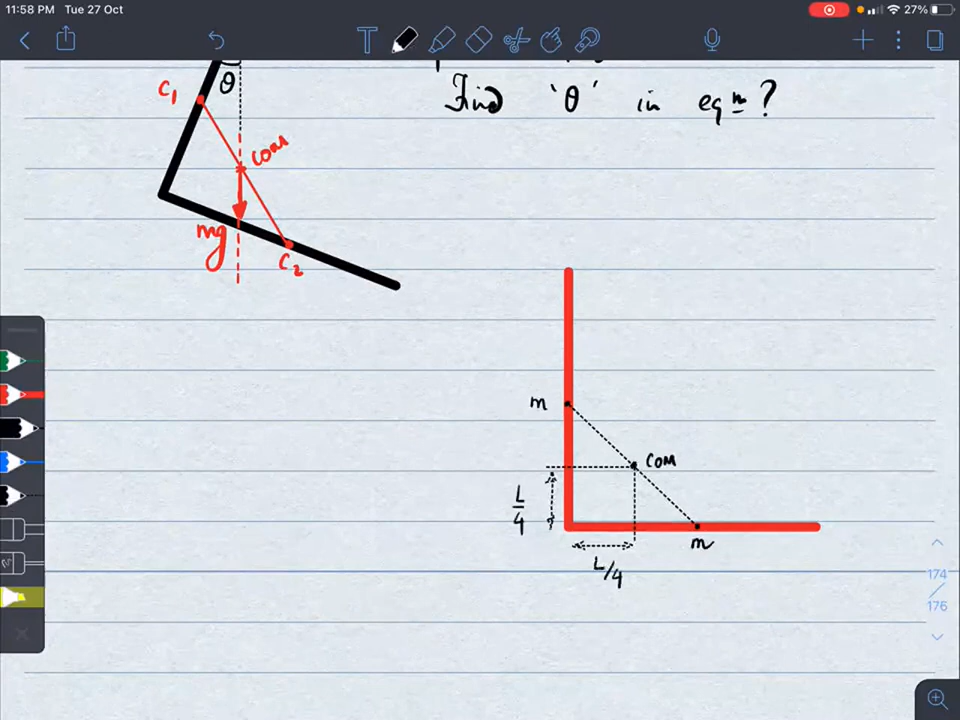 11:58 PM Tue 27 Oct
27%
T
θ
Find 'θ' in eqm?
C1
COM
mg
C2
m
COM
L/4
m
L/4
174
/
176